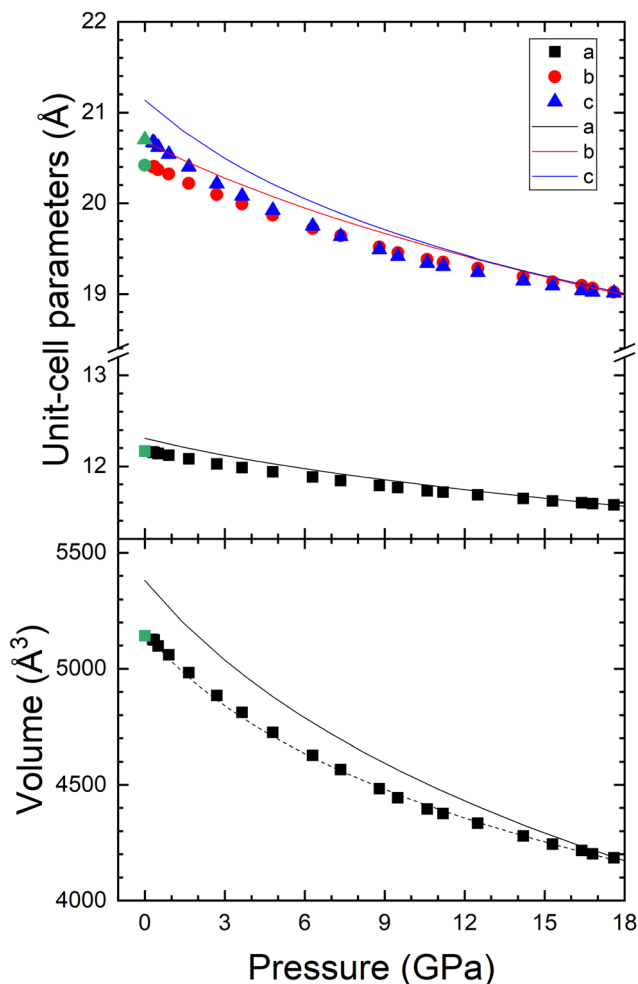 22
21
20
19
13
12
Unit-cell parameters (Å)
a
b
c
a
b
c
5500
5000
4500
4000
Volume (Å³)
0 3 6 9 12 15 18
Pressure (GPa)